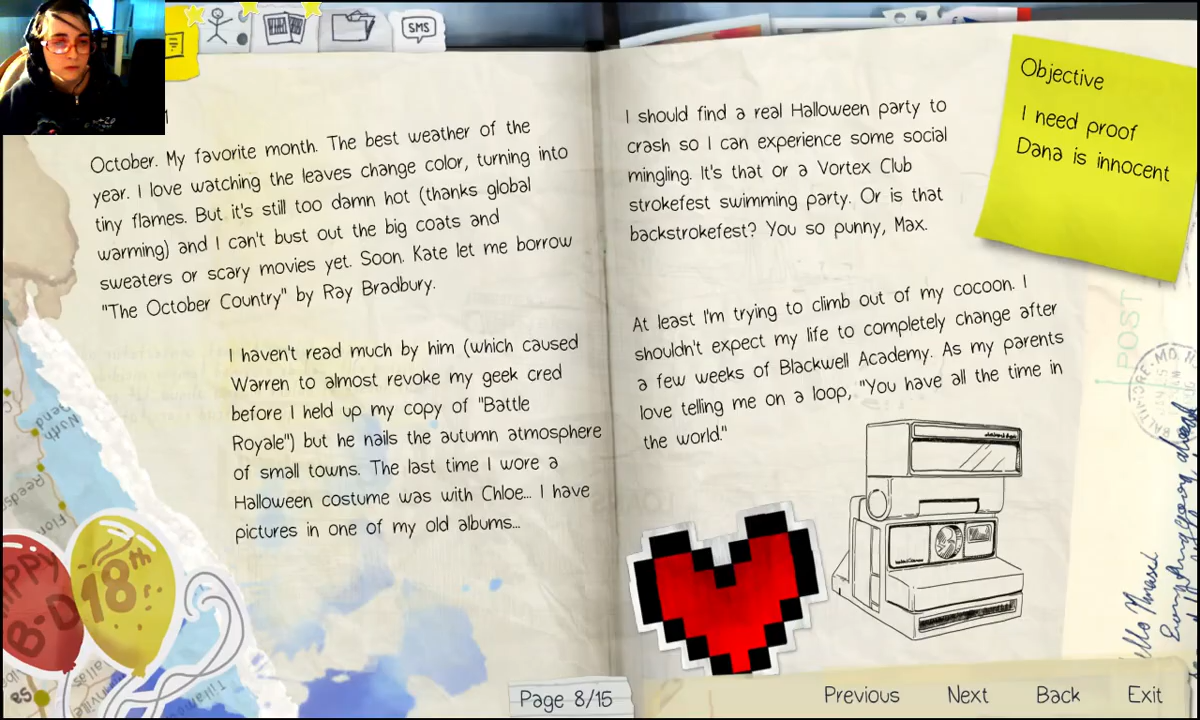 SMS
October. My favorite month. The best weather of the
year. I love watching the leaves change color, turning into
tiny flames. But it's still too damn hot (thanks global
warming) and I can't bust out the big coats and
sweaters or scary movies yet. Soon. Kate let me borrow
"The October Country" by Ray Bradbury.
I haven't read much by him (which caused
Warren to almost revoke my geek cred
before I held up my copy of "Battle
Royale") but he nails the autumn atmosphere
of small towns. The last time I wore a
Halloween costume was with Chloe... I have
pictures in one of my old albums...
18th
I should find a real Halloween party to
crash so I can experience some social
mingling. It's that or a Vortex Club
strokefest swimming party. Or is that
backstrokefest? You so punny, Max.
At least I'm trying to climb out of my cocoon. I
shouldn't expect my life to completely change after
a few weeks of Blackwell Academy. As my parents
love telling me on a loop, "You have all the time in
the world."
Objective
I need proof
Dana is innocent
POST
Page 8/15
Previous
Next
Back
Exit